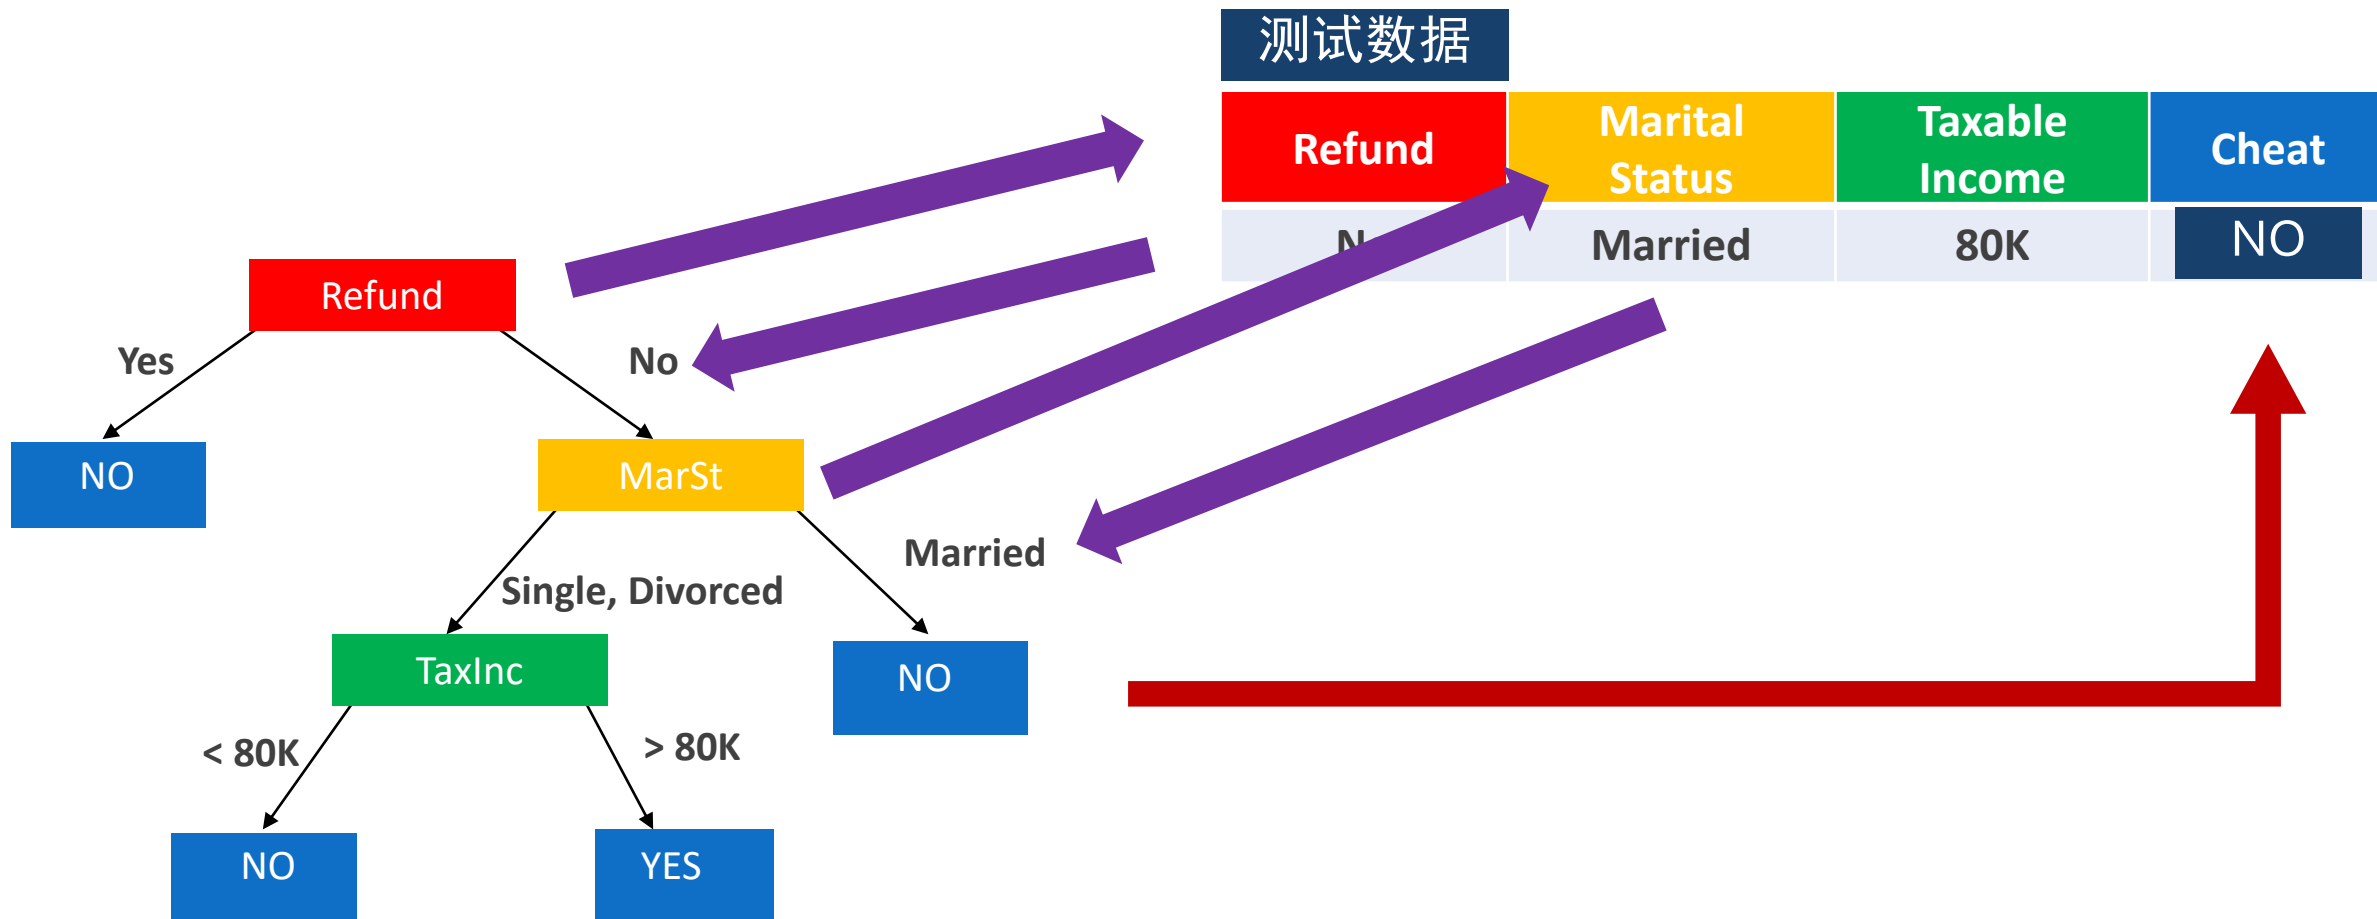 测试数据
Refund
Marital
Status
Taxable
Income
Cheat
Married
80K
NO
Refund
Yes
No
NO
MarSt
Married
Single, Divorced
TaxInc
NO
< 80K
> 80K
NO
YES